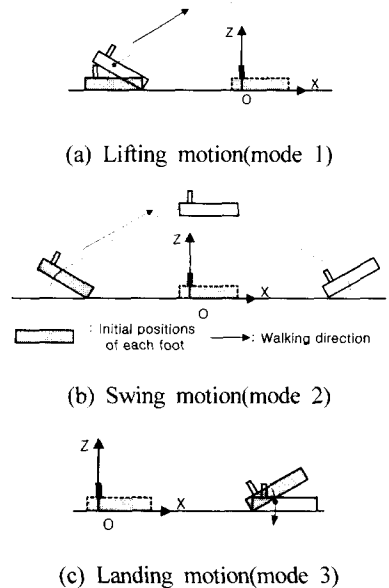 Z
X
O
(a) Lifting motion(mode 1)
Z
X
O
: Initial positions
of each foot
: Walking direction
(b) Swing motion(mode 2)
Z
X
O
(c) Landing motion(mode 3)